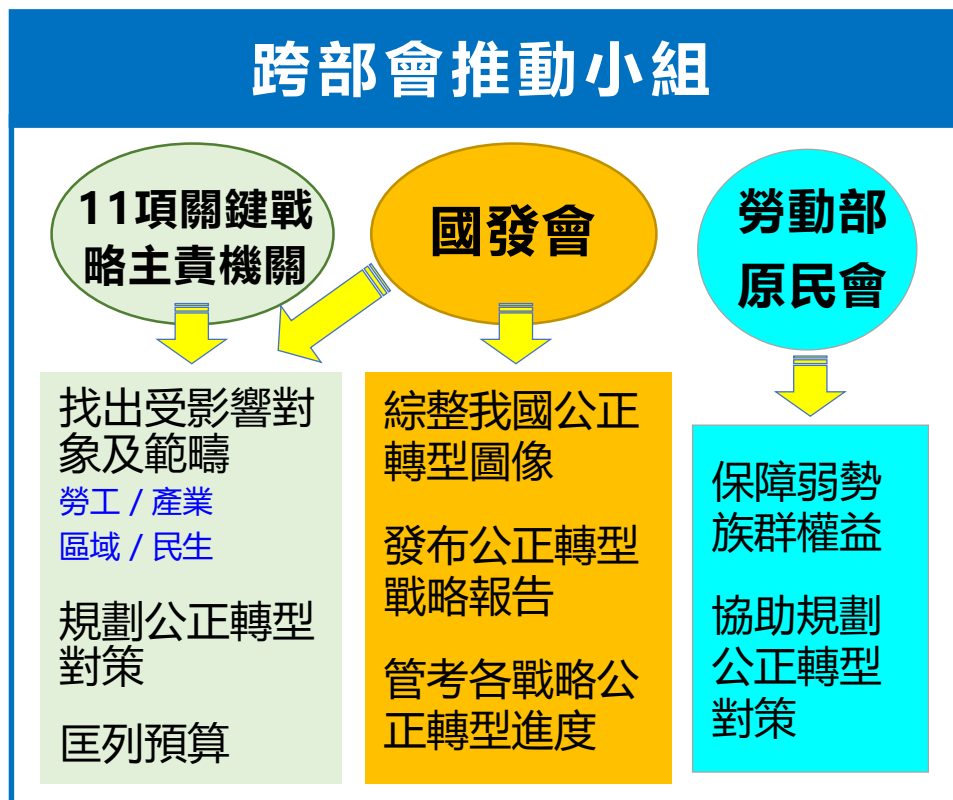 跨部會推動小組
11項關鍵戰
略主責機關
找出受影響對
象及範疇
勞工 / 產業
區域 / 民生
規劃公正轉型
對策
匡列預算
國發會
綜整我國公正
轉型圖像
發布公正轉型
戰略報告
管考各戰略公
正轉型進度
勞動部
原民會
保障弱勢
族群權益
協助規劃
公正轉型
對策